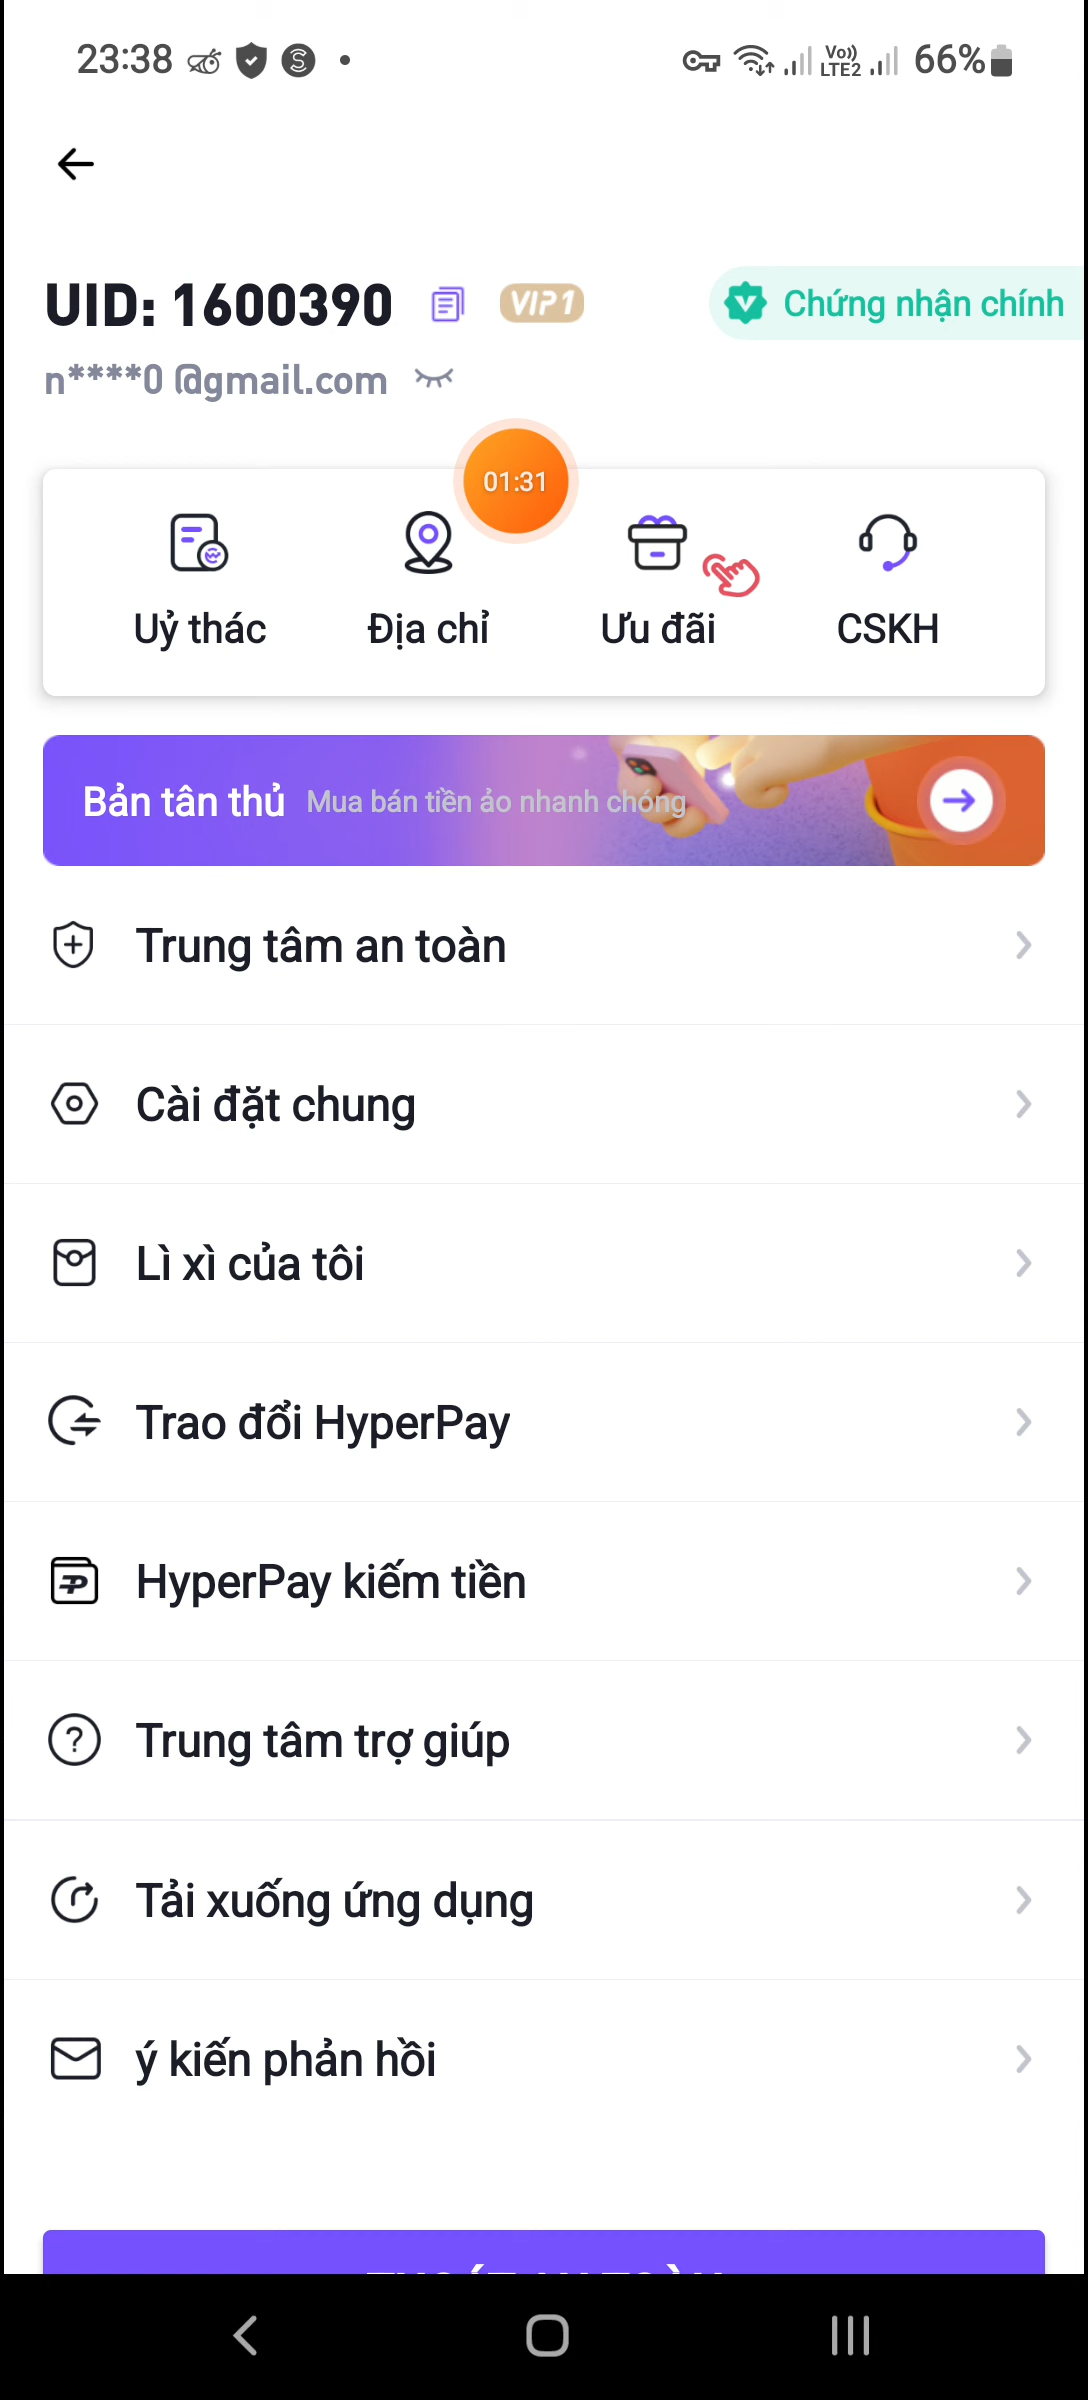 23:38
Vo))
LTE2
66%
UID: 1600390
VIP1
Chứng nhận chính
n****0 @gmail.com
01:31
Uỷ thác
Địa chỉ
Ưu đãi
CSKH
Bản tân thủ
Mua bán tiền ảo nhanh chóng
Trung tâm an toàn
Cài đặt chung
Lì xì của tôi
Trao đổi HyperPay
HyperPay kiếm tiền
Trung tâm trợ giúp
Tải xuống ứng dụng
ý kiến phản hồi